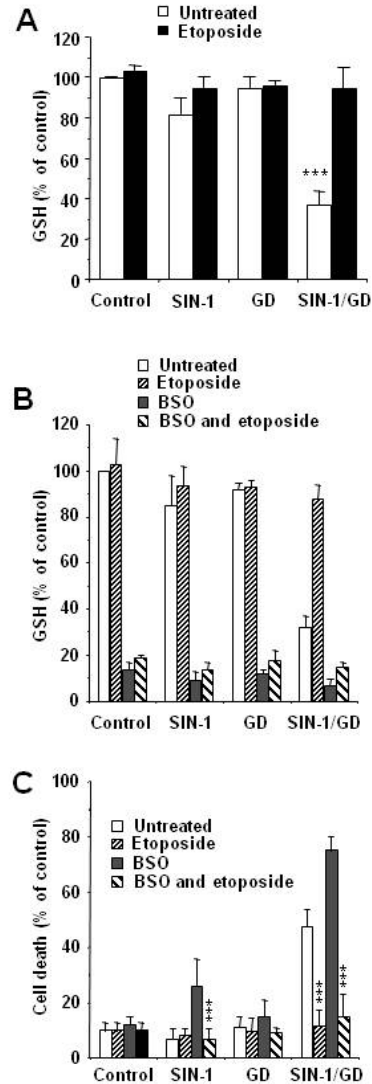 A
Untreated
Etoposide
GSH (% of control)
120
100
80
60
40
20
0
***
Control SIN-1 GD SIN-1/GD
B
Untreated
Etoposide
BSO
BSO and etoposide
GSH (% of control)
120
100
80
60
40
20
0
Control SIN-1 GD SIN-1/GD
C
Untreated
Etoposide
BSO
BSO and etoposide
Cell death (% of control)
100
80
60
40
20
0
***
***
***
Control SIN-1 GD SIN-1/GD